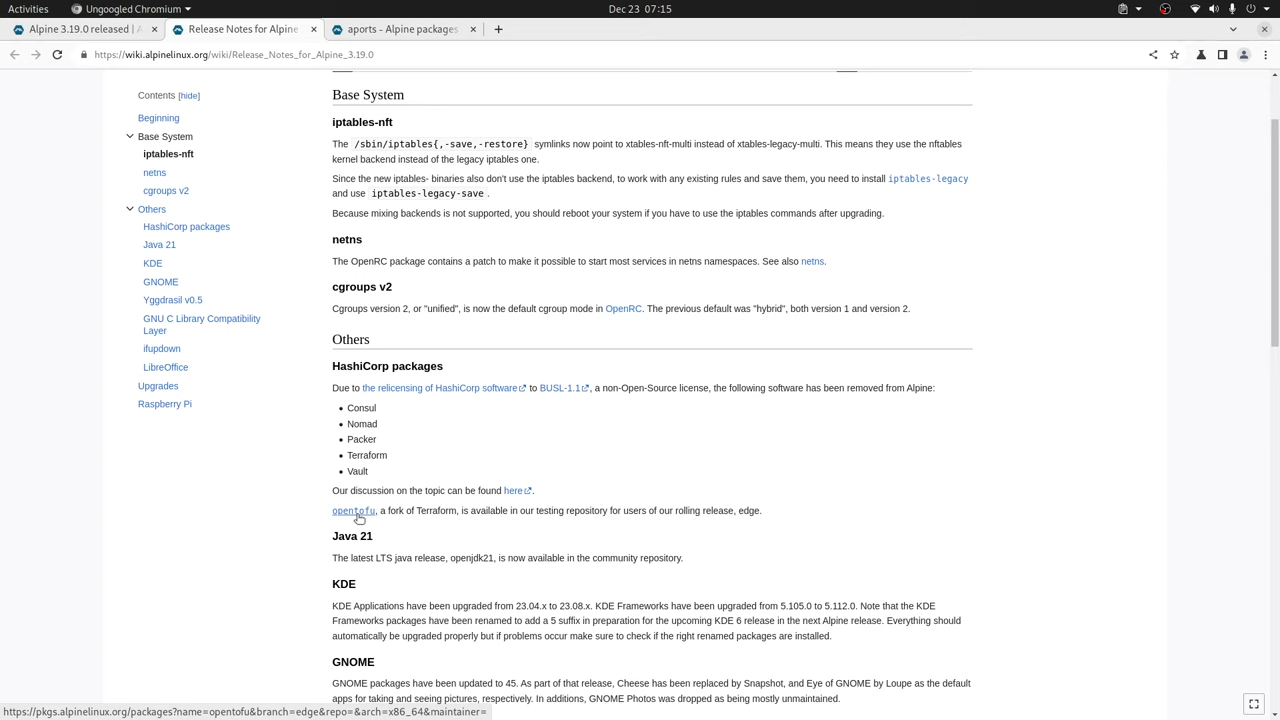 Activities Ungoogled Chromium Dec 23 07:15
Alpine 3.19.0 released | A Release Notes for Alpine aports - Alpine packages
https://wiki.alpinelinux.org/wiki/Release_Notes_for_Alpine_3.19.0
Contents [hide]
Beginning
Base System
iptables-nft
netns
cgroups v2
Others
HashiCorp packages
Java 21
KDE
GNOME
Yggdrasil v0.5
GNU C Library Compatibility
Layer
ifupdown
LibreOffice
Upgrades
Raspberry Pi
Base System
iptables-nft
The /sbin/iptables{,-save,-restore} symlinks now point to xtables-nft-multi instead of xtables-legacy-multi. This means they use the nftables
kernel backend instead of the legacy iptables one.
Since the new iptables- binaries also don't use the iptables backend, to work with any existing rules and save them, you need to install iptables-legacy
and use iptables-legacy-save .
Because mixing backends is not supported, you should reboot your system if you have to use the iptables commands after upgrading.
netns
The OpenRC package contains a patch to make it possible to start most services in netns namespaces. See also netns.
cgroups v2
Cgroups version 2, or "unified", is now the default cgroup mode in OpenRC. The previous default was "hybrid", both version 1 and version 2.
Others
HashiCorp packages
Due to the relicensing of HashiCorp software to BUSL-1.1, a non-Open-Source license, the following software has been removed from Alpine:
• Consul
• Nomad
• Packer
• Terraform
• Vault
Our discussion on the topic can be found here.
opentofu, a fork of Terraform, is available in our testing repository for users of our rolling release, edge.
Java 21
The latest LTS java release, openjdk21, is now available in the community repository.
KDE
KDE Applications have been upgraded from 23.04.x to 23.08.x. KDE Frameworks have been upgraded from 5.105.0 to 5.112.0. Note that the KDE
Frameworks packages have been renamed to add a 5 suffix in preparation for the upcoming KDE 6 release in the next Alpine release. Everything should
automatically be upgraded properly but if problems occur make sure to check if the right renamed packages are installed.
GNOME
GNOME packages have been updated to 45. As part of that release, Cheese has been replaced by Snapshot, and Eye of GNOME by Loupe as the default
apps for taking and seeing pictures, respectively. In additions, GNOME Photos was dropped as being mostly unmaintained.
https://pkgs.alpinelinux.org/packages?name=opentofu&branch=edge&repo=&arch=x86_64&maintainer=